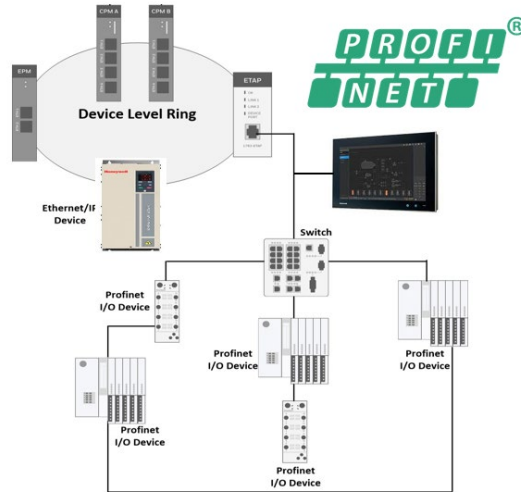 CPM A
CPM B
EPM
ETAP
Device Level Ring
PROFI
NET
®
Honeywell
Ethernet/IP
Device
Switch
Profinet
I/O Device
Profinet
I/O Device
Profinet
I/O Device
Profinet
I/O Device
Profinet
I/O Device